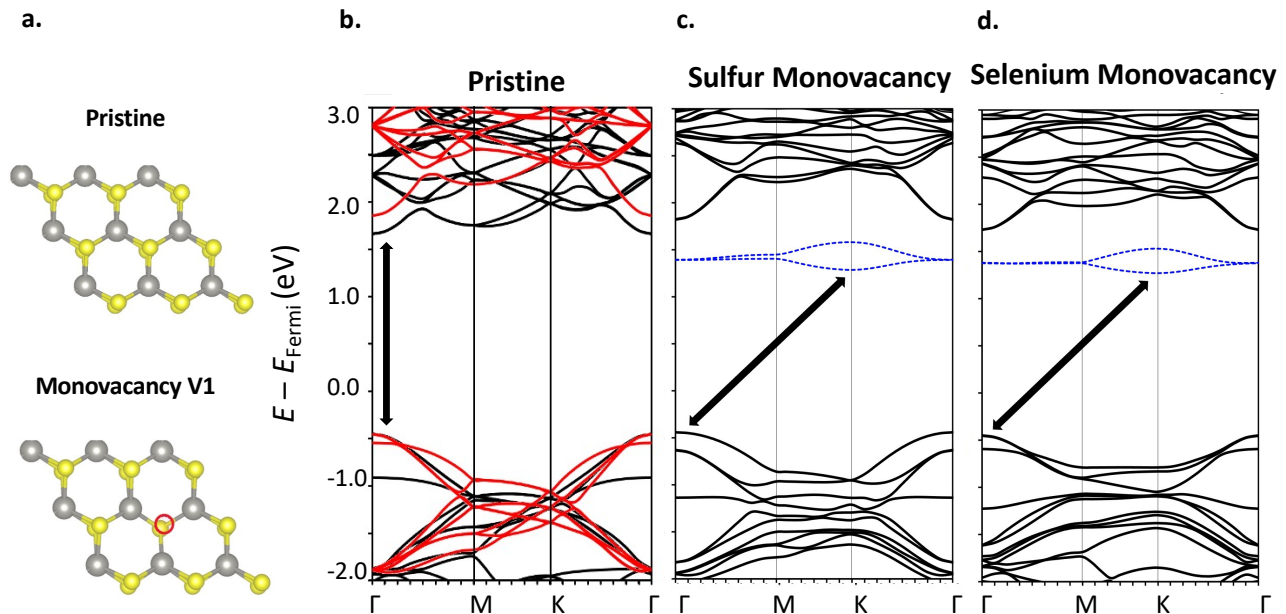 a.
b.
c.
d.
Pristine
Monovacancy V1
Pristine
Sulfur Monovacancy
Selenium Monovacancy
E – E_Fermi (eV)
3.0
2.0
1.0
0.0
-1.0
-2.0
Γ M K Γ
Γ M K Γ
Γ M K Γ